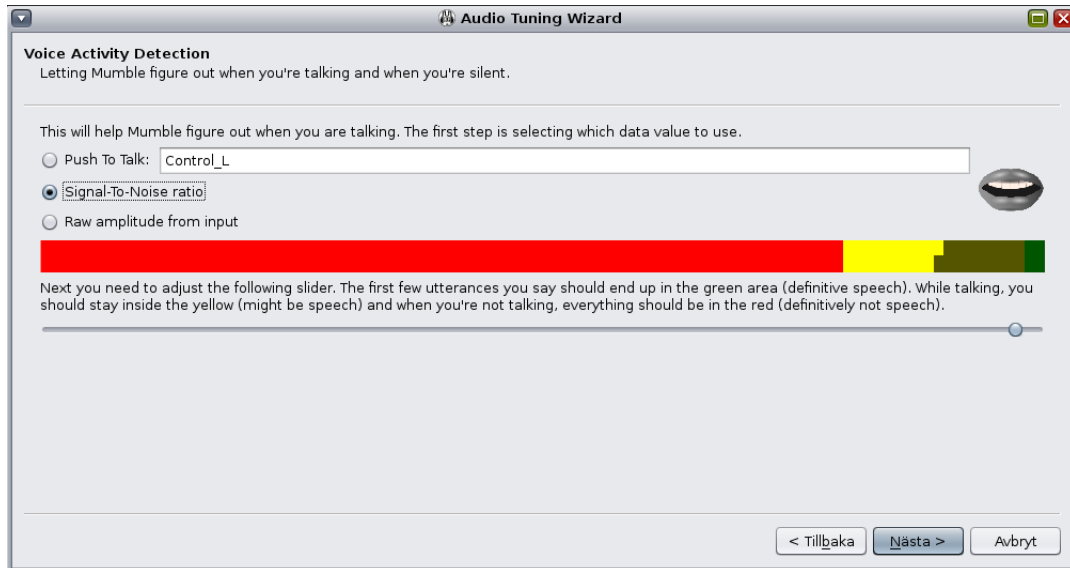 Audio Tuning Wizard
Voice Activity Detection
Letting Mumble figure out when you're talking and when you're silent.
This will help Mumble figure out when you are talking. The first step is selecting which data value to use.
Push To Talk: Control_L
Signal-To-Noise ratio
Raw amplitude from input
Next you need to adjust the following slider. The first few utterances you say should end up in the green area (definitive speech). While talking, you
should stay inside the yellow (might be speech) and when you're not talking, everything should be in the red (definitively not speech).
< Tillbaka Nästa > Avbryt